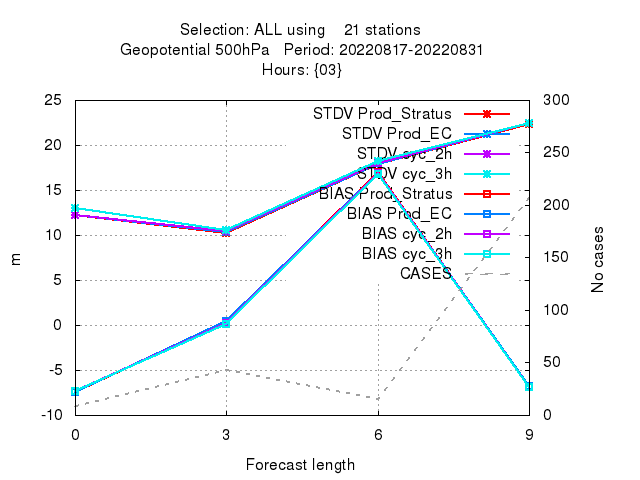 Selection: ALL using 21 stations
Geopotential 500hPa Period: 20220817-20220831
Hours: {03}
25
20
15
10
5
0
-5
-10
m
300
250
200
150
100
50
0
No cases
STDV Prod_Stratus
STDV Prod_EC
STDV cyc_2h
STDV cyc_3h
BIAS Prod_Stratus
BIAS Prod_EC
BIAS cyc_2h
BIAS cyc_3h
CASES
0 3 6 9
Forecast length